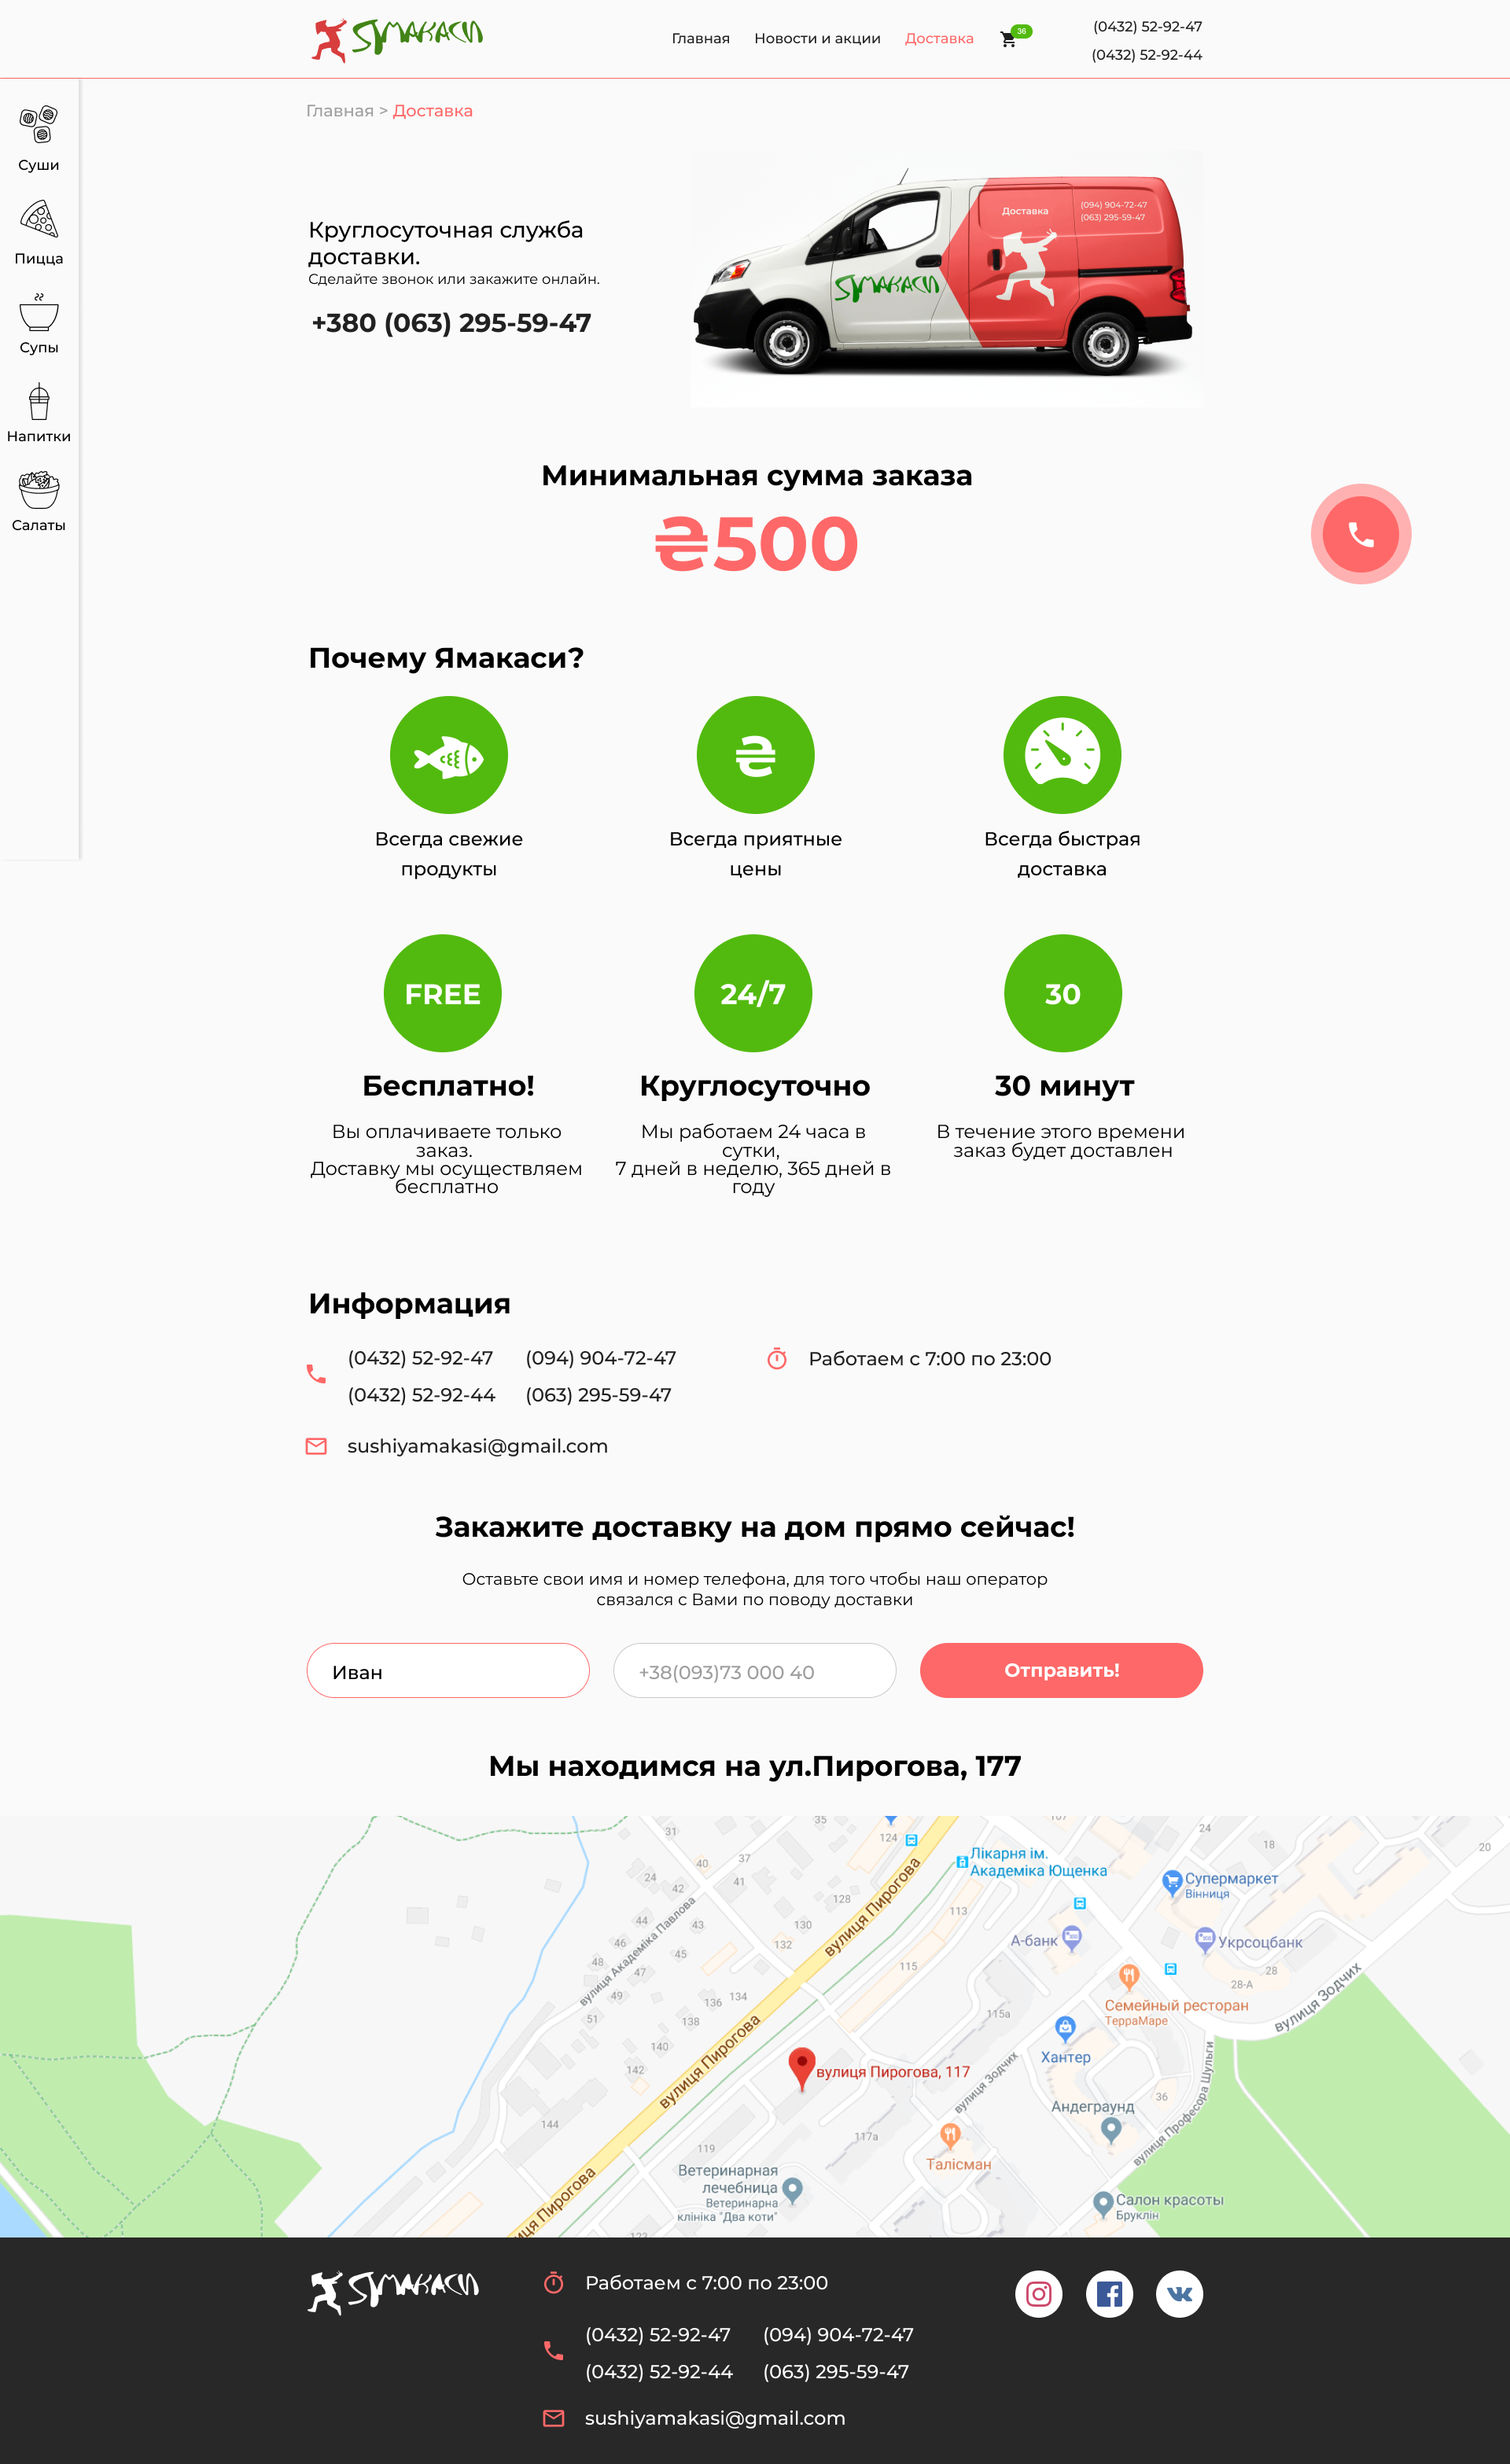 Ямакаси
Главная
Новости и акции
Доставка
36
(0432) 52-92-47
(0432) 52-92-44
Главная > Доставка
Суши
Пицца
Супы
Напитки
Салаты
Круглосуточная служба
доставки.
Сделайте звонок или закажите онлайн.
+380 (063) 295-59-47
Доставка
(094) 904-72-47
(063) 295-59-47
Ямакаси
Минимальная сумма заказа
₴500
Почему Ямакаси?
₴
Всегда свежие
продукты
Всегда приятные
цены
Всегда быстрая
доставка
FREE
24/7
30
Бесплатно!
Вы оплачиваете только
заказ.
Доставку мы осуществляем
бесплатно
Круглосуточно
Мы работаем 24 часа в
сутки,
7 дней в неделю, 365 дней в
году
30 минут
В течение этого времени
заказ будет доставлен
Информация
(0432) 52-92-47
(094) 904-72-47
(0432) 52-92-44
(063) 295-59-47
Работаем с 7:00 по 23:00
sushiyamakasi@gmail.com
Закажите доставку на дом прямо сейчас!
Оставьте свои имя и номер телефона, для того чтобы наш оператор
связался с Вами по поводу доставки
Иван
+38(093)73 000 40
Отправить!
Мы находимся на ул.Пирогова, 177
35
124
31
37
40
24
42
41
128
44
43
130
46
45
132
48
47
49
51
136
134
138
140
142
144
119
113
115
115а
117а
24
18
20
28
28-А
36
Лікарня ім.
Академіка Ющенка
Супермаркет
Вінниця
А-банк
Укрсоцбанк
Семейный ресторан
ТерраМаре
Хантер
Андеграунд
Талісман
Салон красоты
Бруклін
Ветеринарная
лечебница
Ветеринарна
клініка "Два коти"
вулиця Академіка Павлова
вулиця Пирогова
вулиця Пирогова
вулиця Пирогова, 117
вулиця Зодчих
вулиця Зодчих
вулиця Професора Шульги
иця Пирогова
Ямакаси
Работаем с 7:00 по 23:00
(0432) 52-92-47
(094) 904-72-47
(0432) 52-92-44
(063) 295-59-47
sushiyamakasi@gmail.com